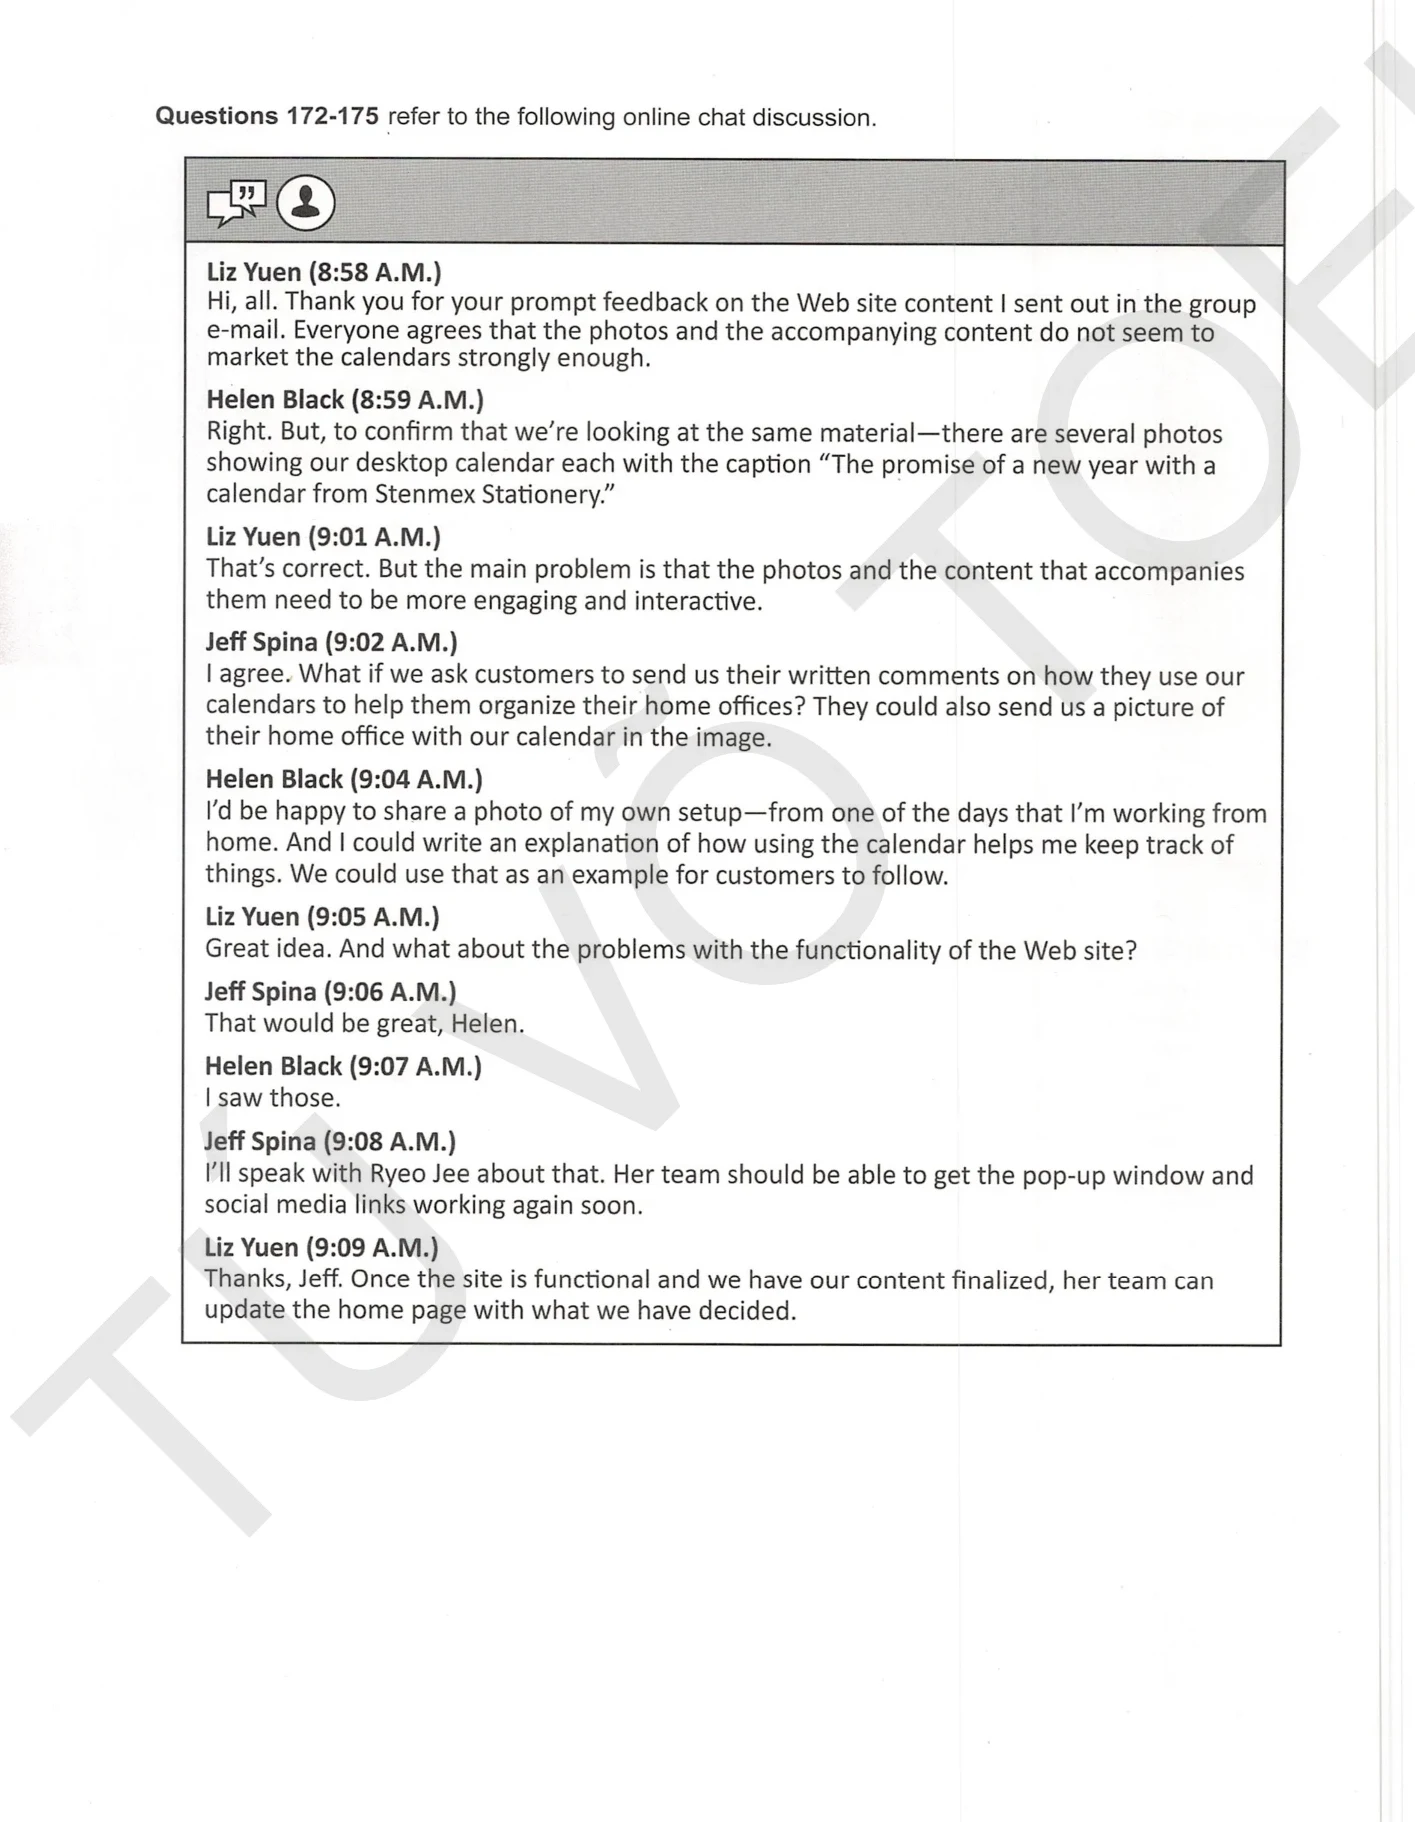 Questions 172-175 refer to the following online chat discussion.
Liz Yuen (8:58 A.M.)
Hi, all. Thank you for your prompt feedback on the Web site content I sent out in the group
e-mail. Everyone agrees that the photos and the accompanying content do not seem to
market the calendars strongly enough.
Helen Black (8:59 A.M.)
Right. But, to confirm that we’re looking at the same material—there are several photos
showing our desktop calendar each with the caption “The promise of a new year with a
calendar from Stenmex Stationery.”
Liz Yuen (9:01 A.M.)
That’s correct. But the main problem is that the photos and the content that accompanies
them need to be more engaging and interactive.
Jeff Spina (9:02 A.M.)
I agree. What if we ask customers to send us their written comments on how they use our
calendars to help them organize their home offices? They could also send us a picture of
their home office with our calendar in the image.
Helen Black (9:04 A.M.)
I’d be happy to share a photo of my own setup—from one of the days that I’m working from
home. And I could write an explanation of how using the calendar helps me keep track of
things. We could use that as an example for customers to follow.
Liz Yuen (9:05 A.M.)
Great idea. And what about the problems with the functionality of the Web site?
Jeff Spina (9:06 A.M.)
That would be great, Helen.
Helen Black (9:07 A.M.)
I saw those.
Jeff Spina (9:08 A.M.)
I’ll speak with Ryeo Jee about that. Her team should be able to get the pop-up window and
social media links working again soon.
Liz Yuen (9:09 A.M.)
Thanks, Jeff. Once the site is functional and we have our content finalized, her team can
update the home page with what we have decided.
TÚ VÕ TOEI